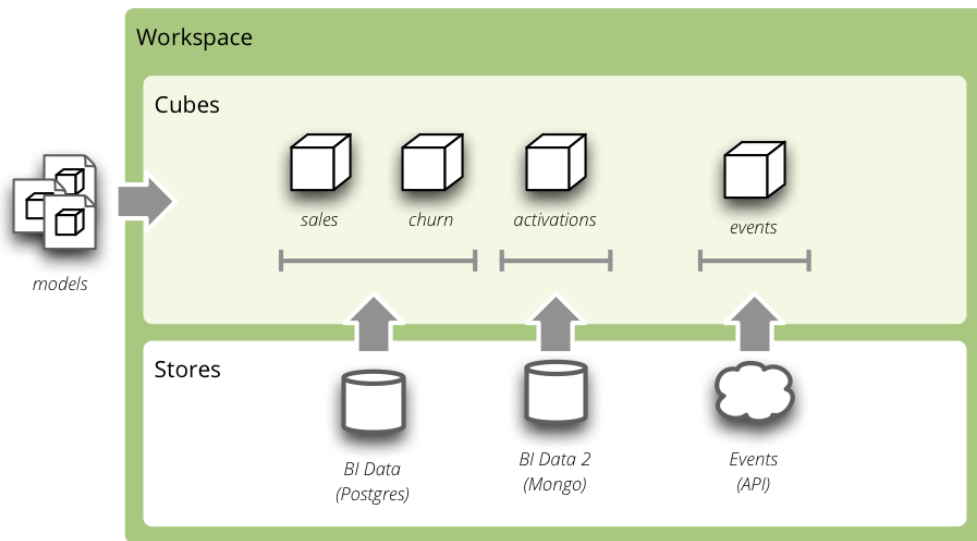 Workspace
Cubes
sales
churn
activations
events
models
Stores
BI Data
(Postgres)
BI Data 2
(Mongo)
Events
(API)